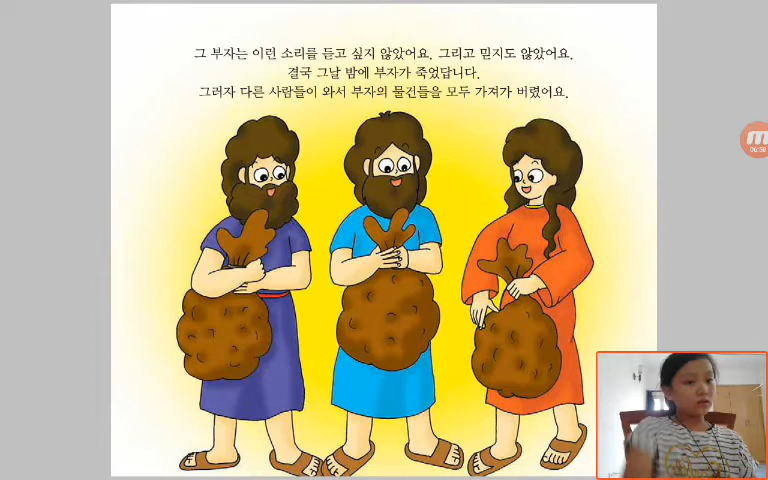 그 부자는 이런 소리를 듣고 싶지 않았어요. 그리고 믿지도 않았어요.
결국 그날 밤에 부자가 죽었답니다.
그러자 다른 사람들이 와서 부자의 물건들을 모두 가져가 버렸어요.
06:58